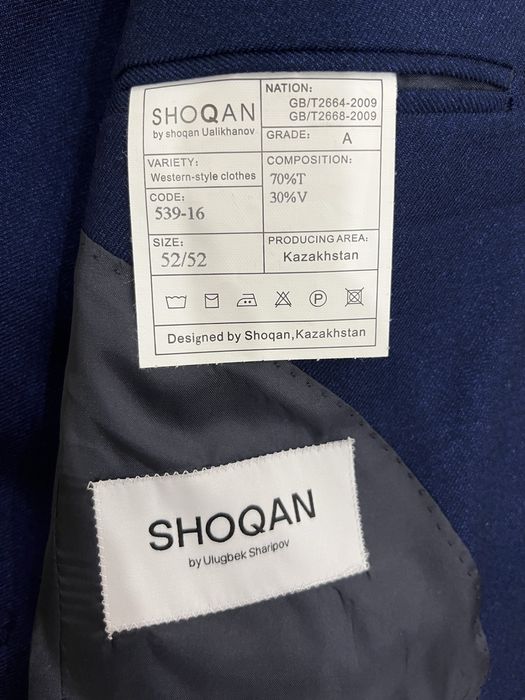 SHOQAN
by shoqan Ualikhanov
NATION:
GB/T2664-2009
GB/T2668-2009
GRADE: A
VARIETY:
Western-style clothes
COMPOSITION:
70%T
30%V
CODE:
539-16
SIZE:
52/52
PRODUCING AREA:
Kazakhstan
P
Designed by Shoqan,Kazakhstan
SHOQAN
by Ulugbek Sharipov